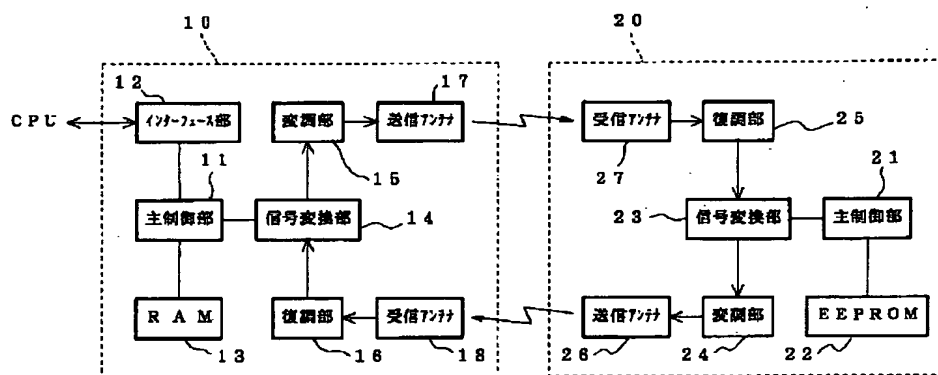 10
20
12
17
CPU
インターフェース部
変調部
送信アンテナ
受信アンテナ
復調部
25
15
27
11
21
主制御部
信号変換部
14
23
信号変換部
主制御部
RAM
復調部
受信アンテナ
送信アンテナ
変調部
EEPROM
13
16
18
26
24
22